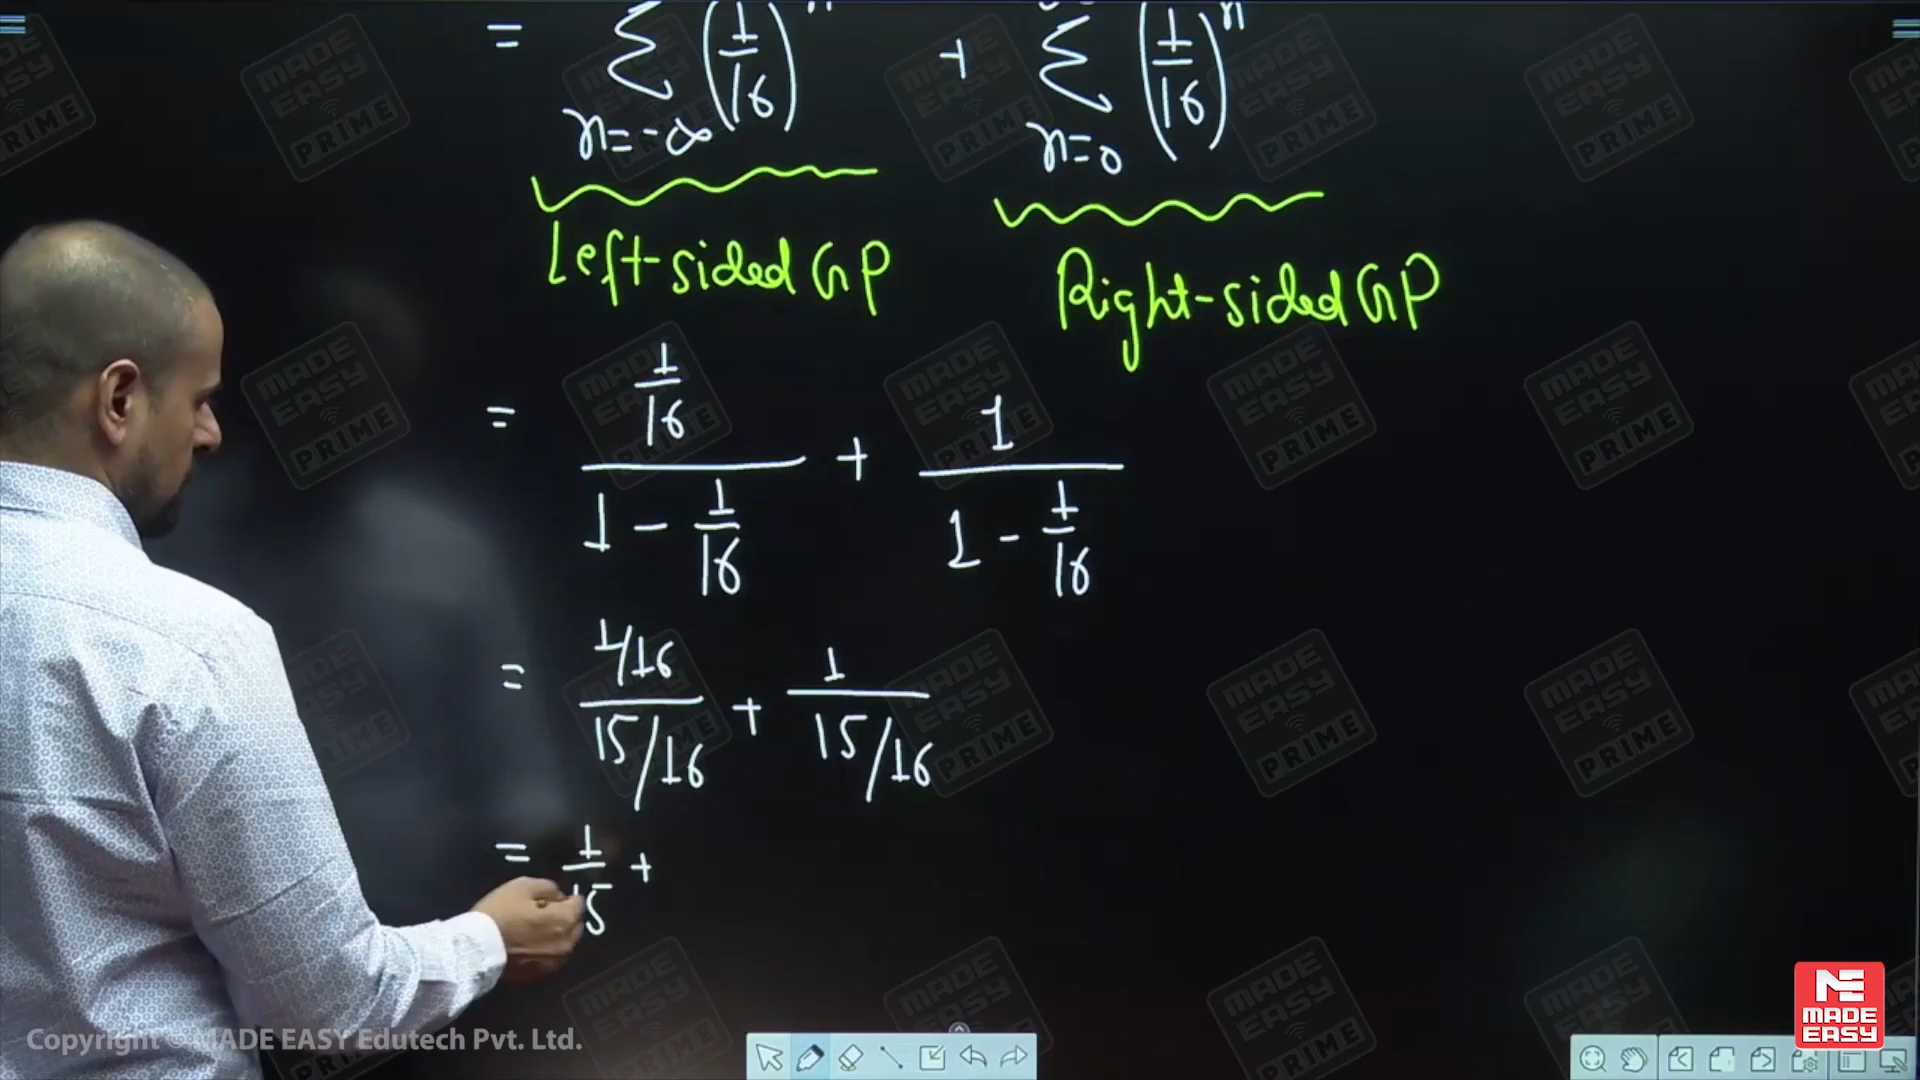 = Σ (1/16)^n + Σ (1/16)^n
n=-∞ n=0
Left-sided GP Right-sided GP
= (1/16)/(1 - 1/16) + 1/(1 - 1/16)
= (1/16)/(15/16) + 1/(15/16)
= 1/15 +
MADE EASY
Copyright © MADE EASY Edutech Pvt. Ltd.
MADE EASY PRIME